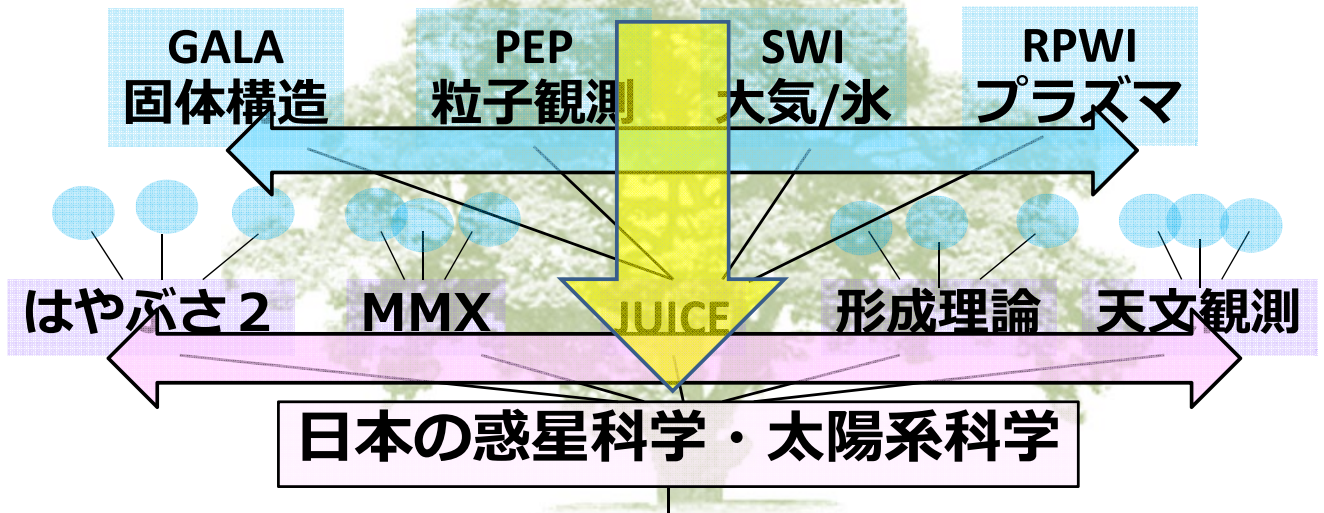 GALA
固体構造
PEP
粒子観測
SWI
大気/氷
RPWI
プラズマ
はやぶさ２
MMX
JUICE
形成理論
天文観測
日本の惑星科学・太陽系科学